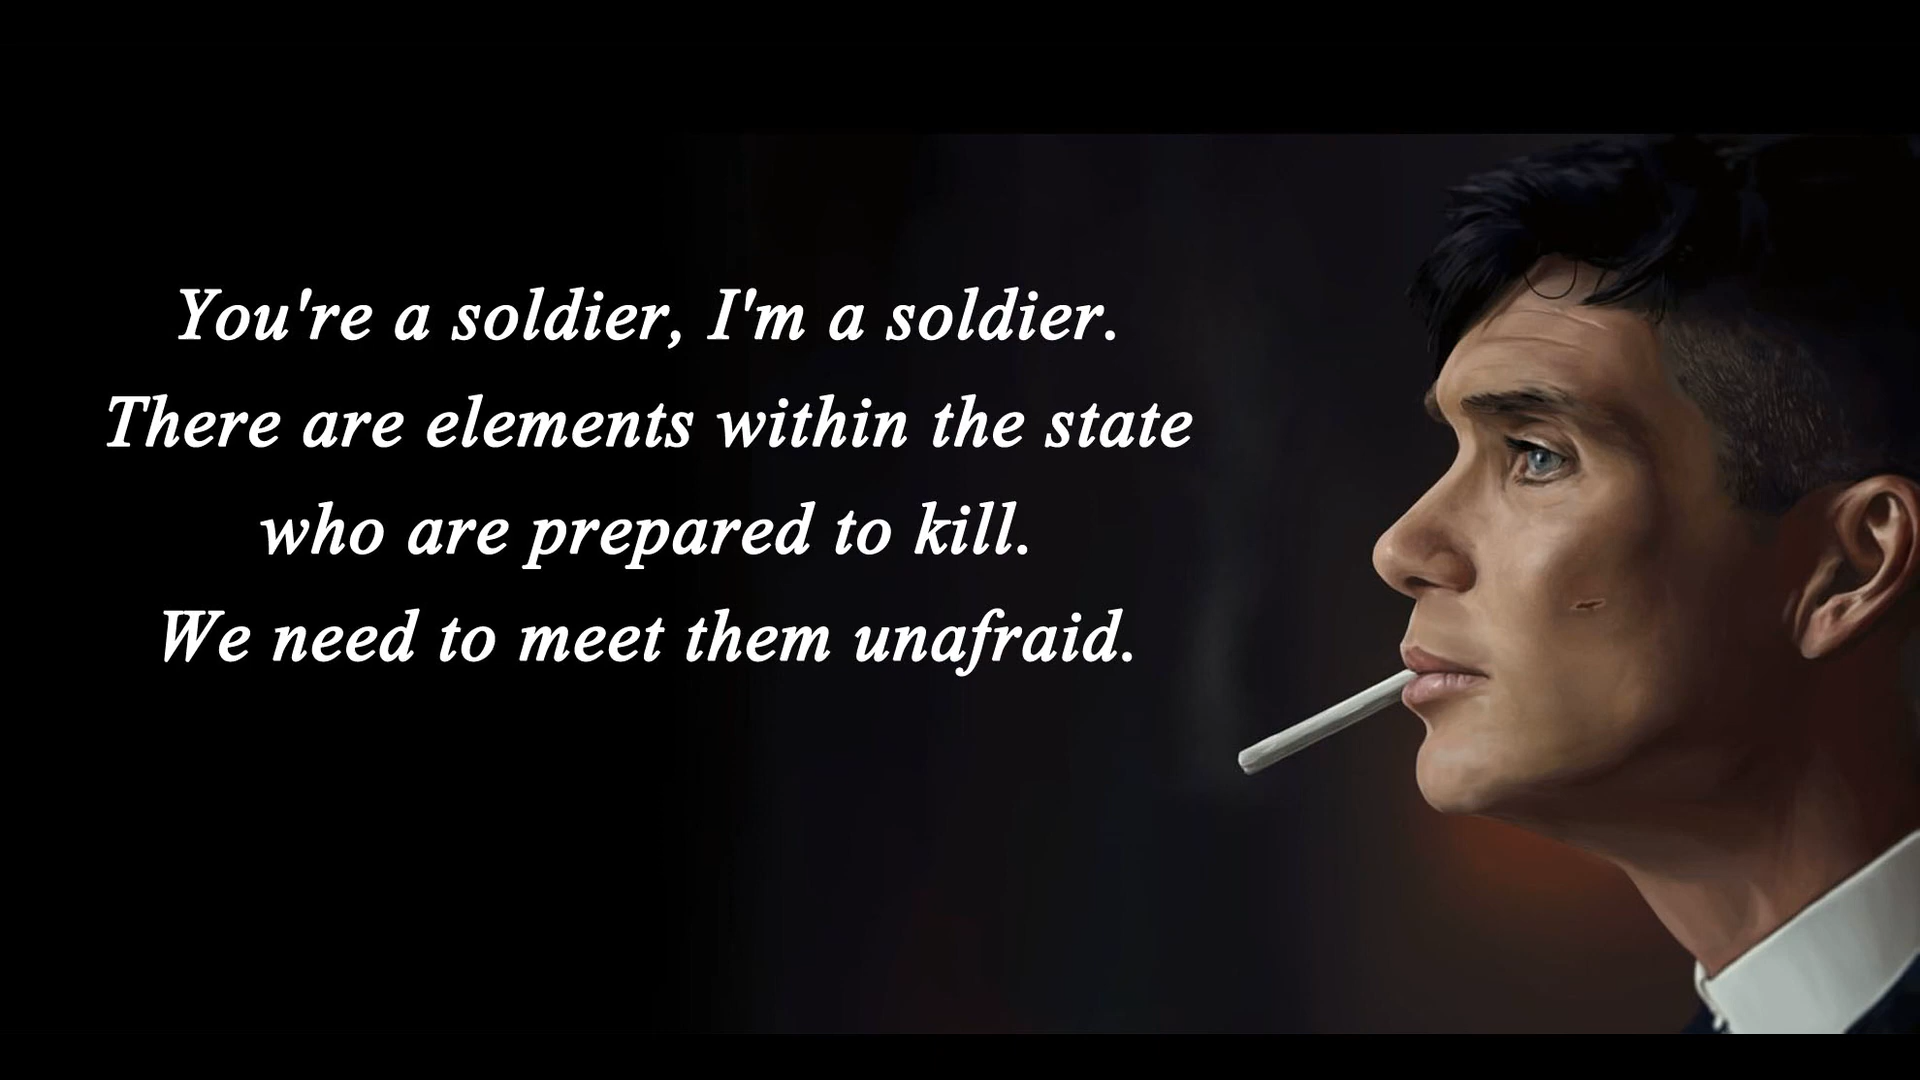 You're a soldier, I'm a soldier.
There are elements within the state
who are prepared to kill.
We need to meet them unafraid.